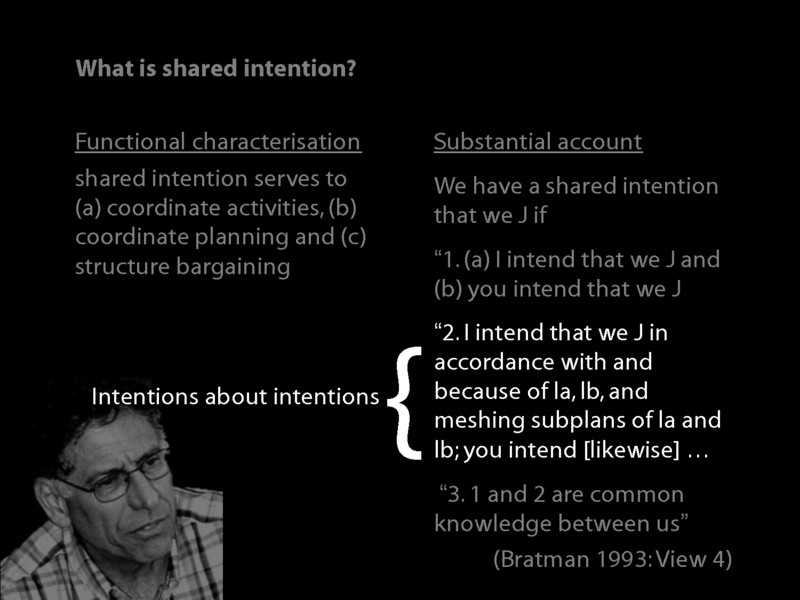 What is shared intention?
Functional characterisation
shared intention serves to
(a) coordinate activities, (b)
coordinate planning and (c)
structure bargaining
Substantial account
We have a shared intention
that we J if
“1. (a) I intend that we J and
(b) you intend that we J
Intentions about intentions {
“2. I intend that we J in
accordance with and
because of la, lb, and
meshing subplans of la and
lb; you intend [likewise] …
“3. 1 and 2 are common
knowledge between us”
(Bratman 1993: View 4)